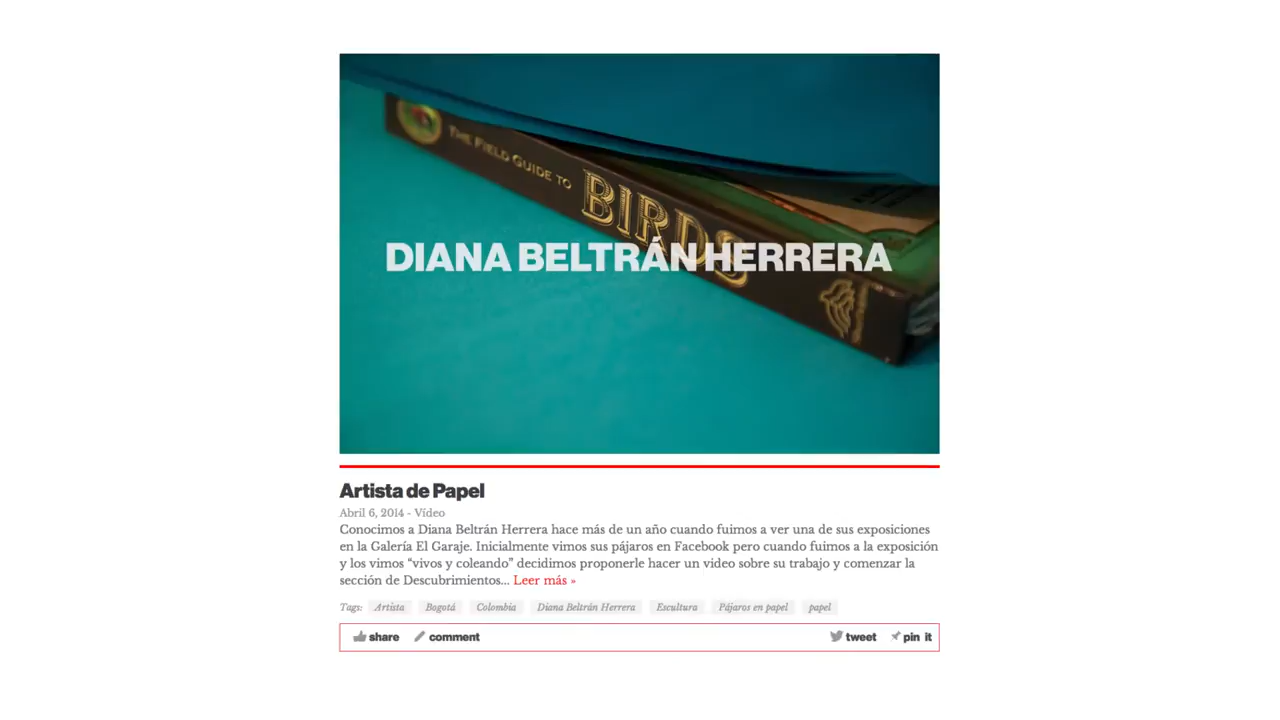 THE FIELD GUIDE TO
BIRDS
DIANA BELTRÁN HERRERA
Artista de Papel
Abril 6, 2014 - Vídeo
Conocimos a Diana Beltrán Herrera hace más de un año cuando fuimos a ver una de sus exposiciones
en la Galería El Garaje. Inicialmente vimos sus pájaros en Facebook pero cuando fuimos a la exposición
y los vimos “vivos y coleando” decidimos proponerle hacer un video sobre su trabajo y comenzar la
sección de Descubrimientos... Leer más »
Tags: Artista Bogotá Colombia Diana Beltrán Herrera Escultura Pájaros en papel papel
share comment tweet pin it